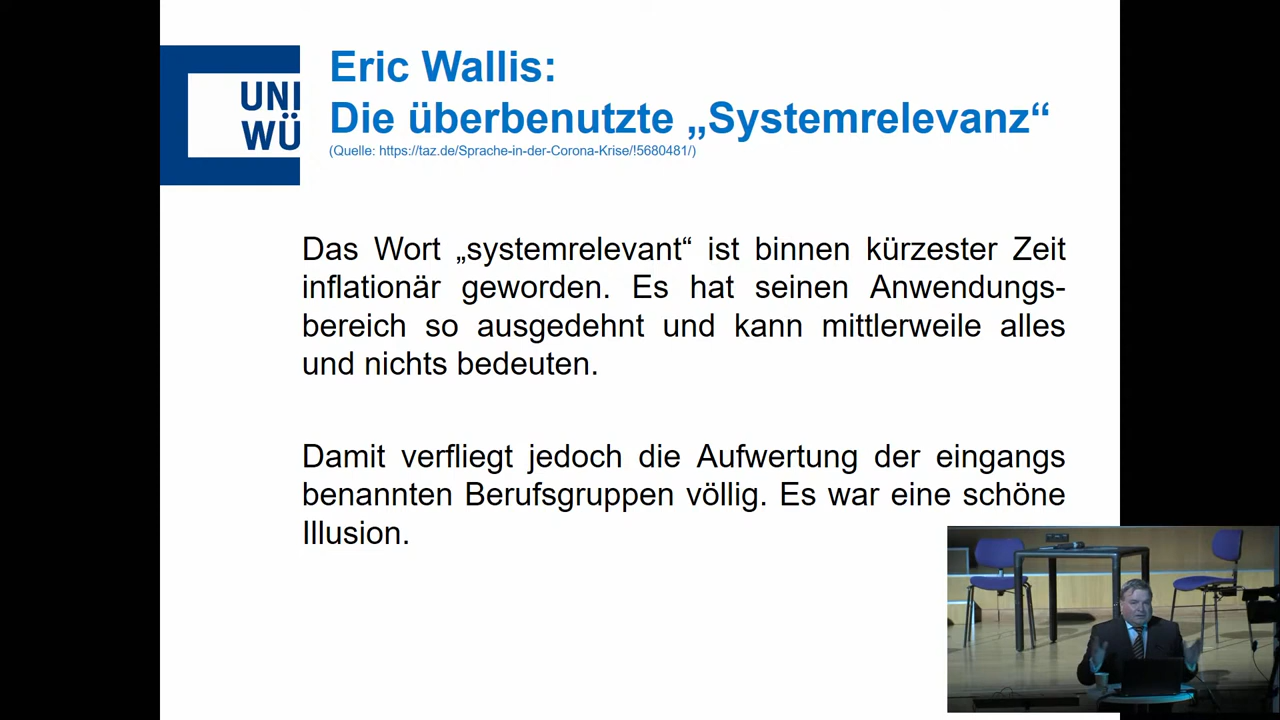 UNI
WÜ
Eric Wallis:
Die überbenutzte „Systemrelevanz“
(Quelle: https://taz.de/Sprache-in-der-Corona-Krise/!5680481/)
Das Wort „systemrelevant“ ist binnen kürzester Zeit
inflationär geworden. Es hat seinen Anwendungs-
bereich so ausgedehnt und kann mittlerweile alles
und nichts bedeuten.
Damit verfliegt jedoch die Aufwertung der eingangs
benannten Berufsgruppen völlig. Es war eine schöne
Illusion.